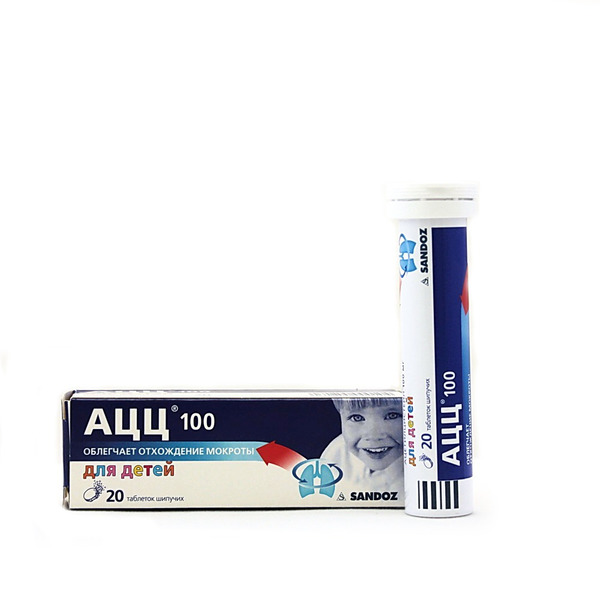 АЦЦ® 100
ОБЛЕГЧАЕТ ОТХОЖДЕНИЕ МОКРОТЫ
для детей
20 таблеток шипучих
SANDOZ
SANDOZ
для детей
20 таблеток шипучих
АЦЦ® 100
ОБЛЕГЧАЕТ